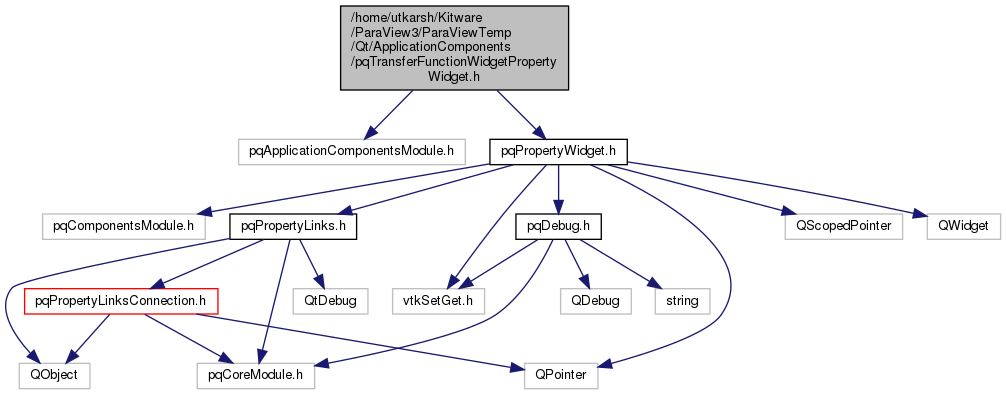 /home/utkarsh/Kitware
/ParaView3/ParaViewTemp
/Qt/ApplicationComponents
/pqTransferFunctionWidgetProperty
Widget.h
pqApplicationComponentsModule.h
pqPropertyWidget.h
pqComponentsModule.h
pqPropertyLinks.h
pqDebug.h
QScopedPointer
QWidget
pqPropertyLinksConnection.h
QtDebug
vtkSetGet.h
QDebug
string
QObject
pqCoreModule.h
QPointer